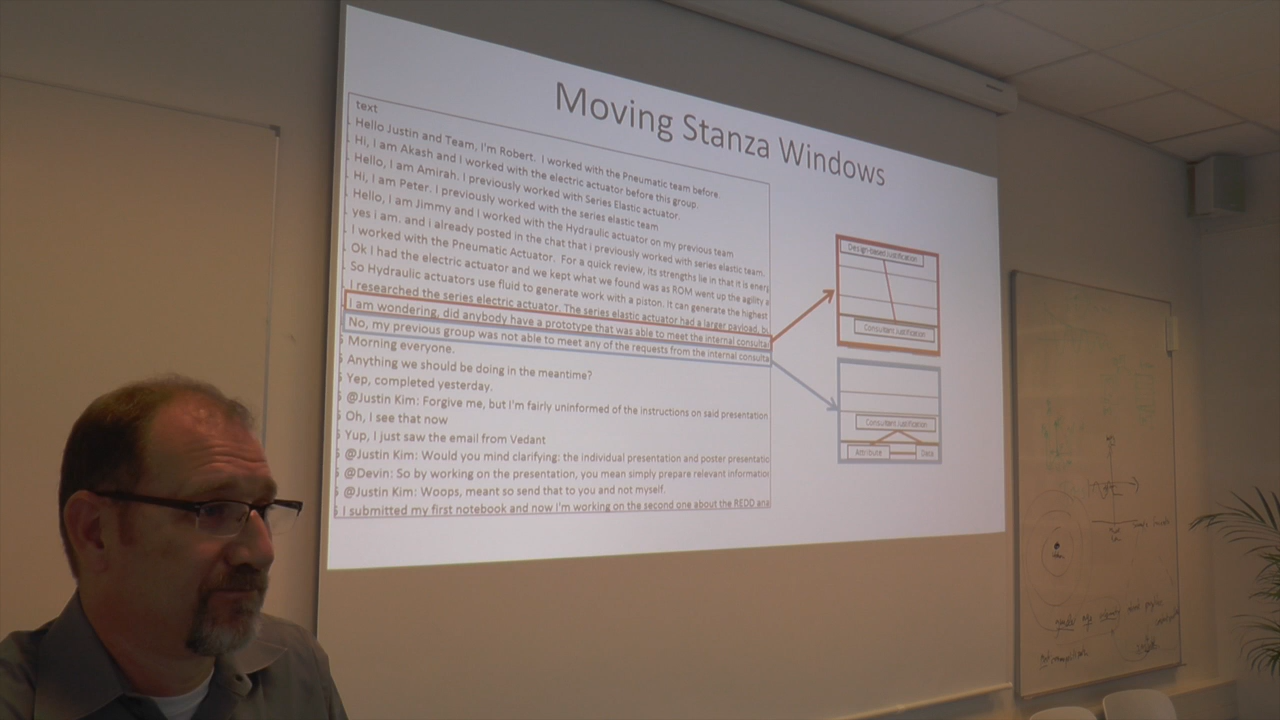 Moving Stanza Windows
text
Hello Justin and Team, I'm Robert. I worked with the Pneumatic team before.
Hi, I am Akash and I worked with the electric actuator before this group.
Hello, I am Amirah. I previously worked with Series Elastic actuator.
Hi, I am Peter. I previously worked with the series elastic team
Hello, I am Jimmy and I worked with the Hydraulic actuator on my previous team
yes i am. and i already posted in the chat that i previously worked with series elastic team.
I worked with the Pneumatic Actuator. For a quick review, its strengths lie in that it is energ
Ok I had the electric actuator and we kept what we found was as ROM went up the agility a
So Hydraulic actuators use fluid to generate work with a piston. It can generate the highest
I researched the series electric actuator. The series elastic actuator had a larger payload, bu
I am wondering, did anybody have a prototype that was able to meet the internal consultan
No, my previous group was not able to meet any of the requests from the internal consulta
Morning everyone.
Anything we should be doing in the meantime?
Yep, completed yesterday.
@Justin Kim: Forgive me, but I'm fairly uninformed of the instructions on said presentation
Oh, I see that now
Yup, I just saw the email from Vedant
@Justin Kim: Would you mind clarifying: the individual presentation and poster presentatio
@Devin: So by working on the presentation, you mean simply prepare relevant information
@Justin Kim: Woops, meant so send that to you and not myself.
I submitted my first notebook and now I'm working on the second one about the REDD ana
Design-based Justification
Consultant Justification
Consultant Justification
Attribute
Data